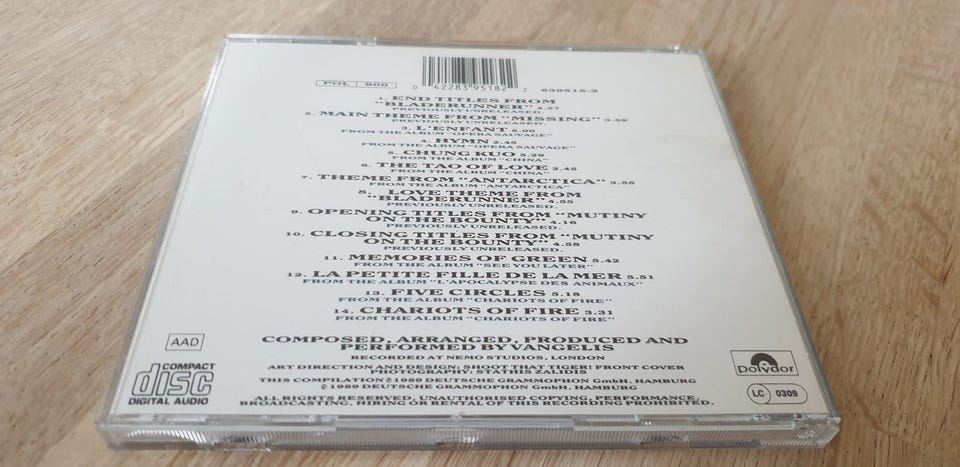 0 42283 95182 2
POL 900
839518-2
1. END TITLES FROM
"BLADERUNNER" 4.57
PREVIOUSLY UNRELEASED.
2. MAIN THEME FROM "MISSING" 3.59
PREVIOUSLY UNRELEASED.
3. L'ENFANT 5.00
FROM THE ALBUM "OPERA SAUVAGE"
4. HYMN 2.45
FROM THE ALBUM "OPERA SAUVAGE"
5. CHUNG KUO 5.29
FROM THE ALBUM "CHINA"
6. THE TAO OF LOVE 2.45
FROM THE ALBUM "CHINA"
7. THEME FROM "ANTARCTICA" 3.55
FROM THE ALBUM "ANTARCTICA"
8. LOVE THEME FROM
"BLADERUNNER" 4.55
PREVIOUSLY UNRELEASED.
9. OPENING TITLES FROM "MUTINY
ON THE BOUNTY" 4.16
PREVIOUSLY UNRELEASED.
10. CLOSING TITLES FROM "MUTINY
ON THE BOUNTY" 4.58
PREVIOUSLY UNRELEASED.
11. MEMORIES OF GREEN 5.42
FROM THE ALBUM "SEE YOU LATER"
12. LA PETITE FILLE DE LA MER 5.51
FROM THE ALBUM "L'APOCALYPSE DES ANIMAUX"
13. FIVE CIRCLES 5.18
FROM THE ALBUM "CHARIOTS OF FIRE"
14. CHARIOTS OF FIRE 3.31
FROM THE ALBUM "CHARIOTS OF FIRE"
AAD
COMPACT
disc
DIGITAL AUDIO
COMPOSED, ARRANGED, PRODUCED AND
PERFORMED BY VANGELIS
RECORDED AT NEMO STUDIOS, LONDON
ART DIRECTION AND DESIGN: SHOOT THAT TIGER! FRONT COVER
PHOTOGRAPHY: STATHIS ZALIDIS
THIS COMPILATION ℗ 1989 DEUTSCHE GRAMMOPHON GmbH, HAMBURG
© 1989 DEUTSCHE GRAMMOPHON GmbH, HAMBURG
ALL RIGHTS RESERVED. UNAUTHORISED COPYING, PERFORMANCE,
BROADCASTING, HIRING OR RENTAL OF THIS RECORDING PROHIBITED.
polydor
LC 0309